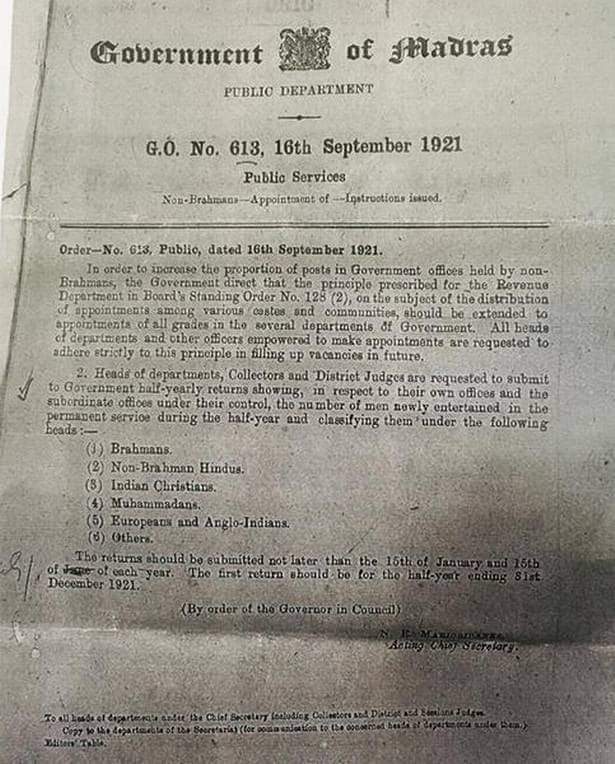 Government of Madras
PUBLIC DEPARTMENT
G.O. No. 613, 16th September 1921
Public Services
Non-Brahmans—Appointment of—Instructions issued.
Order—No. 613, Public, dated 16th September 1921.
In order to increase the proportion of posts in Government offices held by non-
Brahmans, the Government direct that the principle prescribed for the Revenue
Department in Board's Standing Order No. 128 (2), on the subject of the distribution
of appointments among various castes and communities, should be extended to
appointments of all grades in the several departments of Government. All heads
of departments and other officers empowered to make appointments are requested to
adhere strictly to this principle in filling up vacancies in future.
2. Heads of departments, Collectors and District Judges are requested to submit
to Government half-yearly returns showing, in respect to their own offices and the
subordinate offices under their control, the number of men newly entertained in the
permanent service during the half-year and classifying them under the following
heads :—
(1) Brahmans.
(2) Non-Brahman Hindus.
(3) Indian Christians.
(4) Muhammadans.
(5) Europeans and Anglo-Indians.
(6) Others.
The returns should be submitted not later than the 15th of January and 15th
of June of each year. The first return should be for the half-year ending 31st
December 1921.
(By order of the Governor in Council)
Acting Chief Secretary.
To all heads of departments under the Chief Secretary including Collectors and District and Sessions Judges.
Copy to the departments of the Secretariat (for communication to the concerned heads of departments under them.)
Editors' Table.